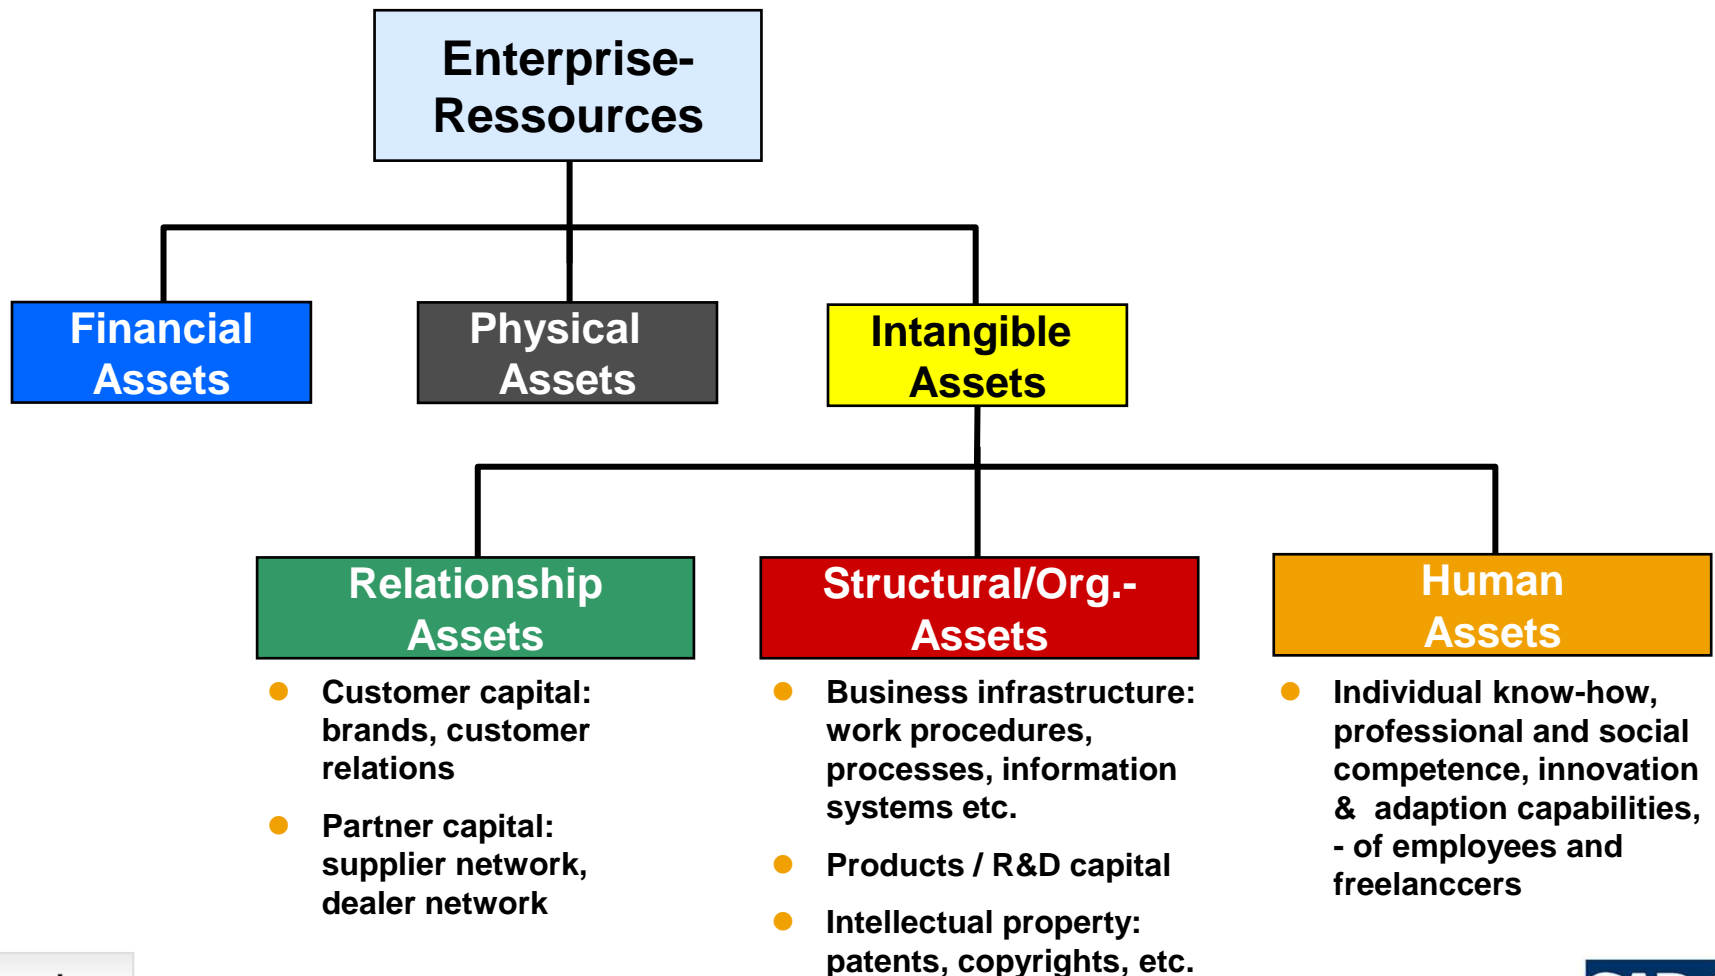 Enterprise-
Ressources
Financial
Assets
Physical
Assets
Intangible
Assets
Relationship
Assets
Structural/Org.-
Assets
Human
Assets
Customer capital:
brands, customer
relations
Partner capital:
supplier network,
dealer network
Business infrastructure:
work procedures,
processes, information
systems etc.
Products / R&D capital
Intellectual property:
patents, copyrights, etc.
Individual know-how,
professional and social
competence, innovation
& adaption capabilities,
- of employees and
freelanccers